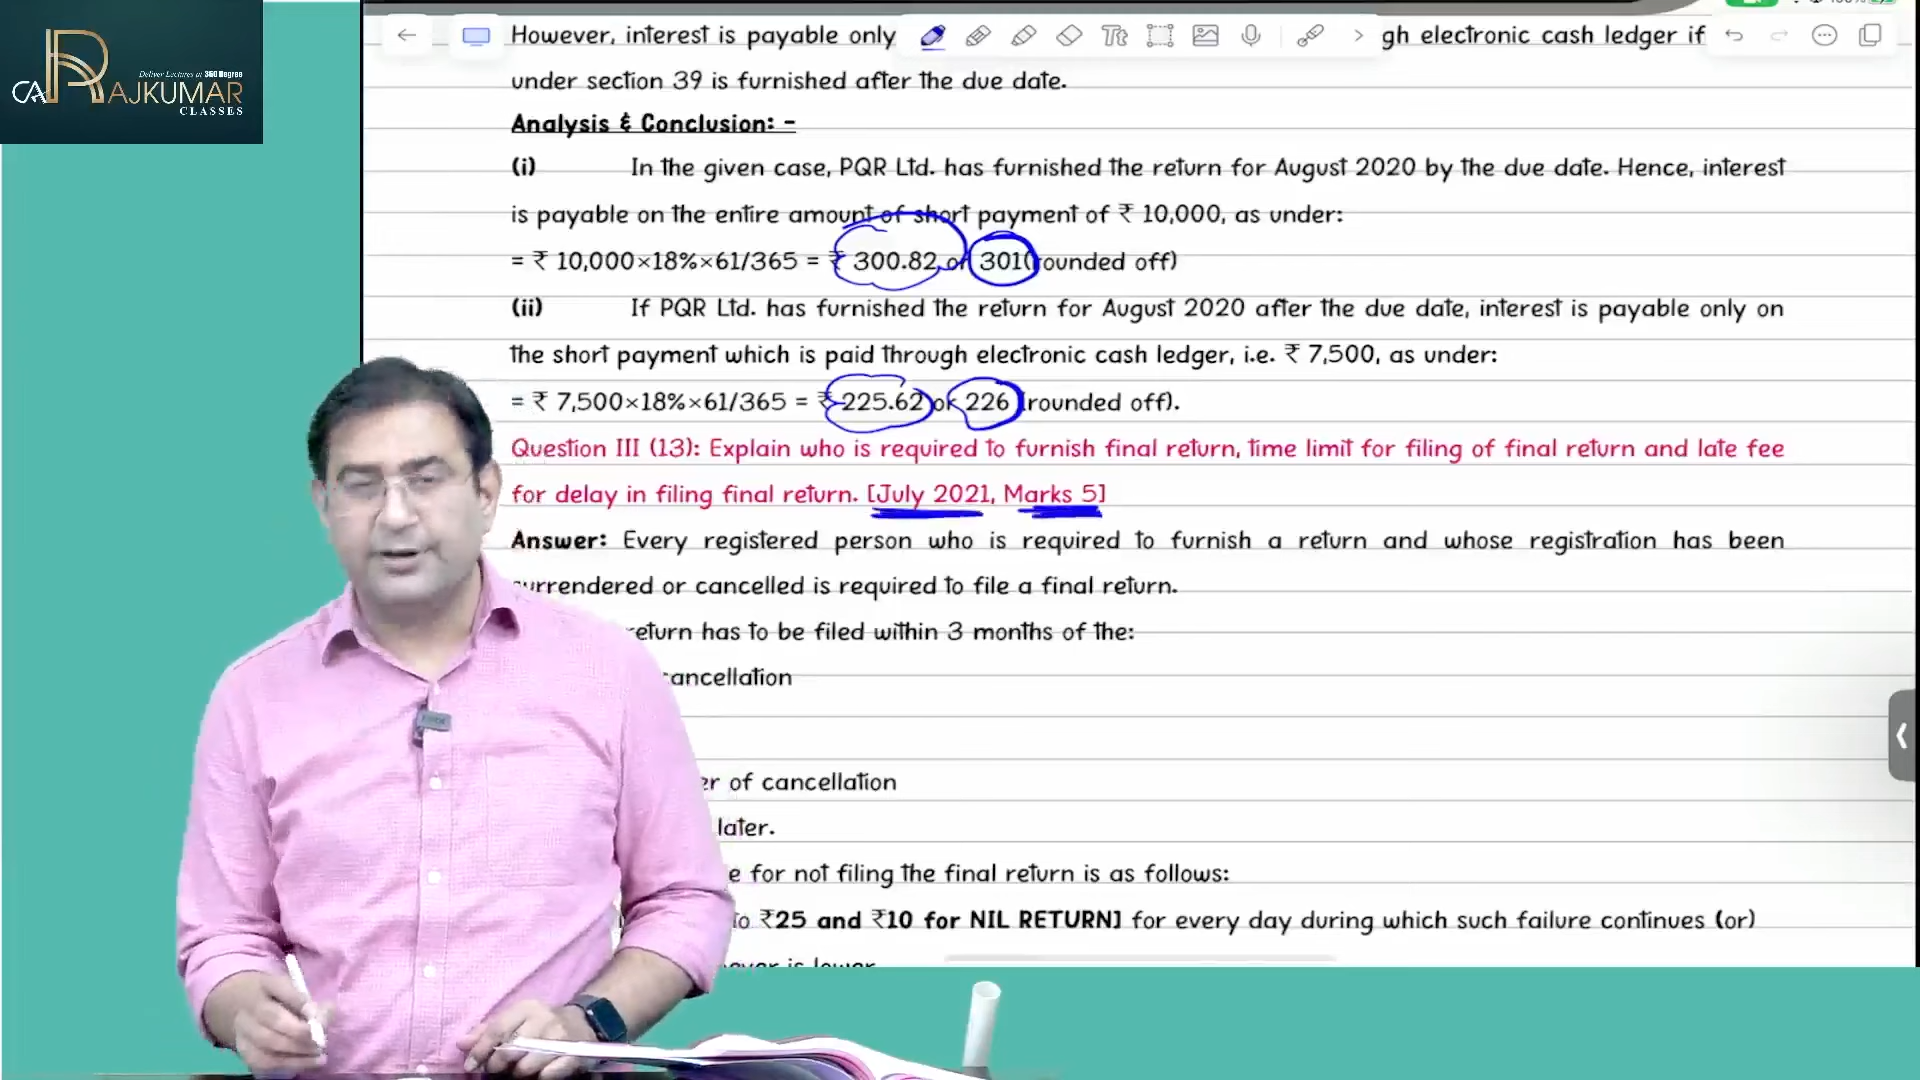 Deliver Lectures at 360 Degree
CA RAJKUMAR
CLASSES
However, interest is payable only gh electronic cash ledger if
under section 39 is furnished after the due date.
Analysis & Conclusion: -
(i) In the given case, PQR Ltd. has furnished the return for August 2020 by the due date. Hence, interest
is payable on the entire amount of short payment of ₹ 10,000, as under:
= ₹ 10,000×18%×61/365 = ₹ 300.82 or 301(rounded off)
(ii) If PQR Ltd. has furnished the return for August 2020 after the due date, interest is payable only on
the short payment which is paid through electronic cash ledger, i.e. ₹ 7,500, as under:
= ₹ 7,500×18%×61/365 = ₹ 225.62 or 226 (rounded off).
Question III (13): Explain who is required to furnish final return, time limit for filing of final return and late fee
for delay in filing final return. [July 2021, Marks 5]
Answer: Every registered person who is required to furnish a return and whose registration has been
surrendered or cancelled is required to file a final return.
return has to be filed within 3 months of the:
cancellation
er of cancellation
later.
e for not filing the final return is as follows:
to ₹25 and ₹10 for NIL RETURN] for every day during which such failure continues (or)
is lower